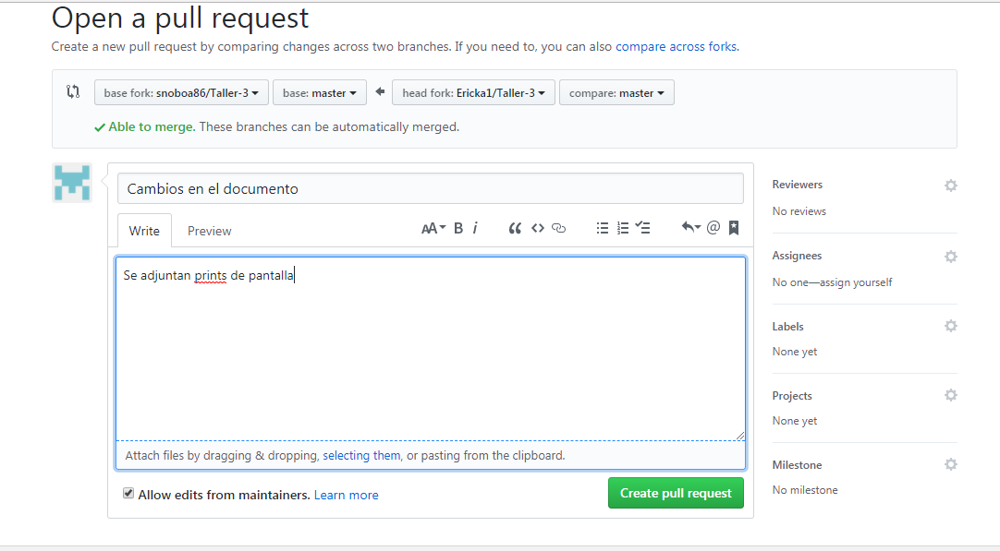 Open a pull request
Create a new pull request by comparing changes across two branches. If you need to, you can also compare across forks.
base fork: snoboa86/Taller-3 base: master head fork: Ericka1/Taller-3 compare: master
Able to merge. These branches can be automatically merged.
Cambios en el documento
Write Preview AA B i
Se adjuntan prints de pantalla
Attach files by dragging & dropping, selecting them, or pasting from the clipboard.
Allow edits from maintainers. Learn more
Create pull request
Reviewers
No reviews
Assignees
No one—assign yourself
Labels
None yet
Projects
None yet
Milestone
No milestone